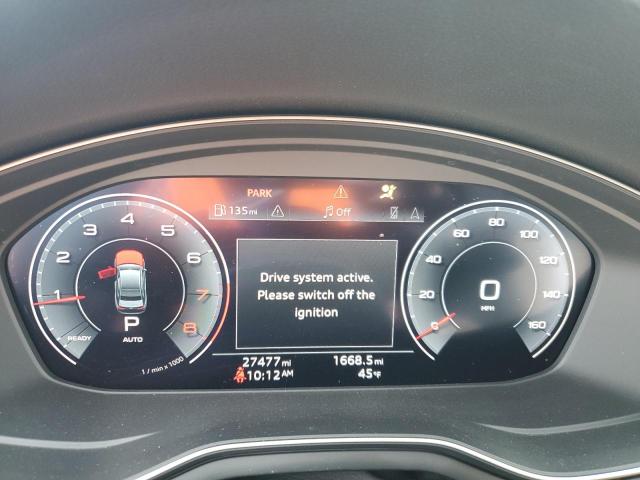 PARK
135 mi
Off
1 2 3 4 5 6 7 8
READY
P
AUTO
1 / min x 1000
Drive system active.
Please switch off the
ignition
0 20 40 60 80 100 120 140 160
0
MPH
27477 mi
1668.5 mi
10:12 AM
45 °F